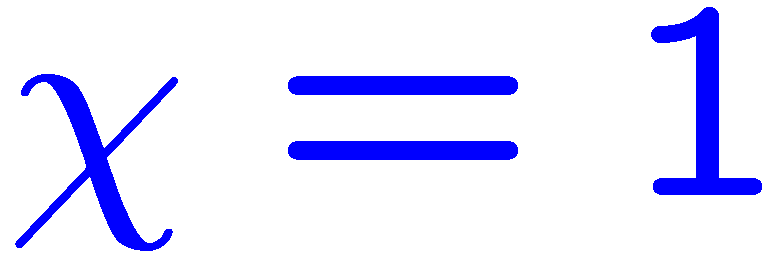 χ = 1